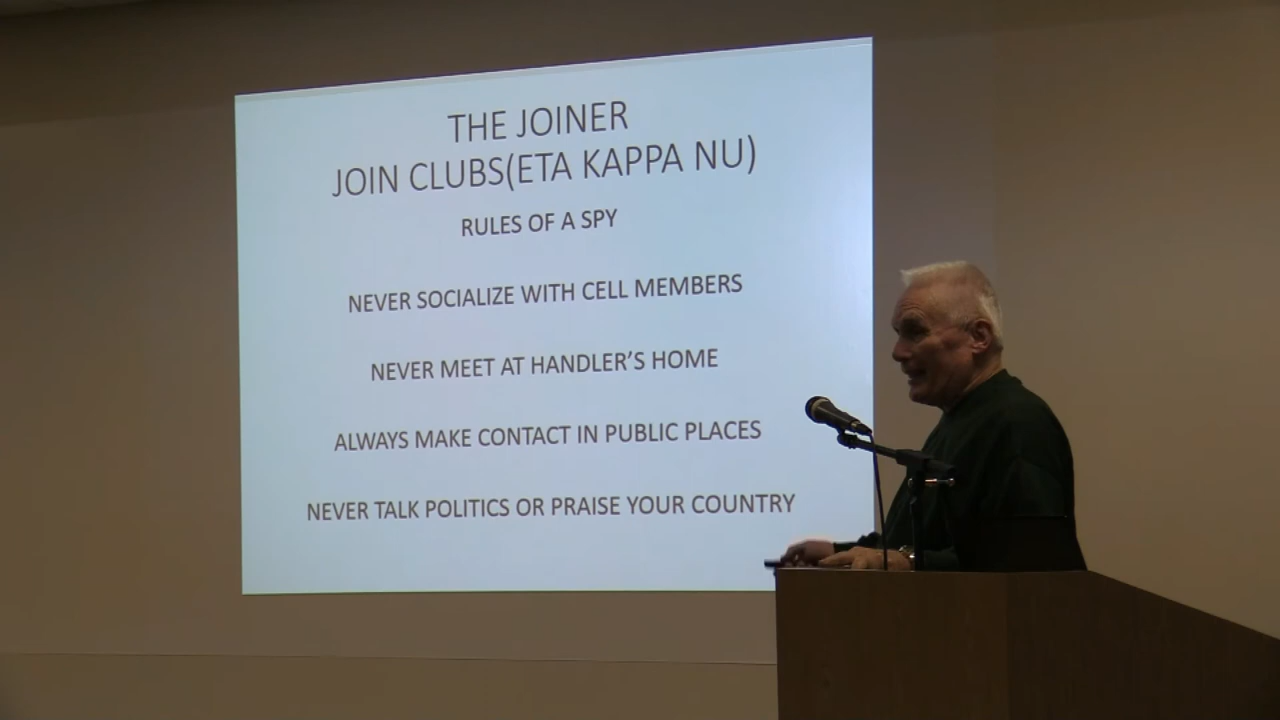 THE JOINER
JOIN CLUBS(ETA KAPPA NU)
RULES OF A SPY
NEVER SOCIALIZE WITH CELL MEMBERS
NEVER MEET AT HANDLER’S HOME
ALWAYS MAKE CONTACT IN PUBLIC PLACES
NEVER TALK POLITICS OR PRAISE YOUR COUNTRY